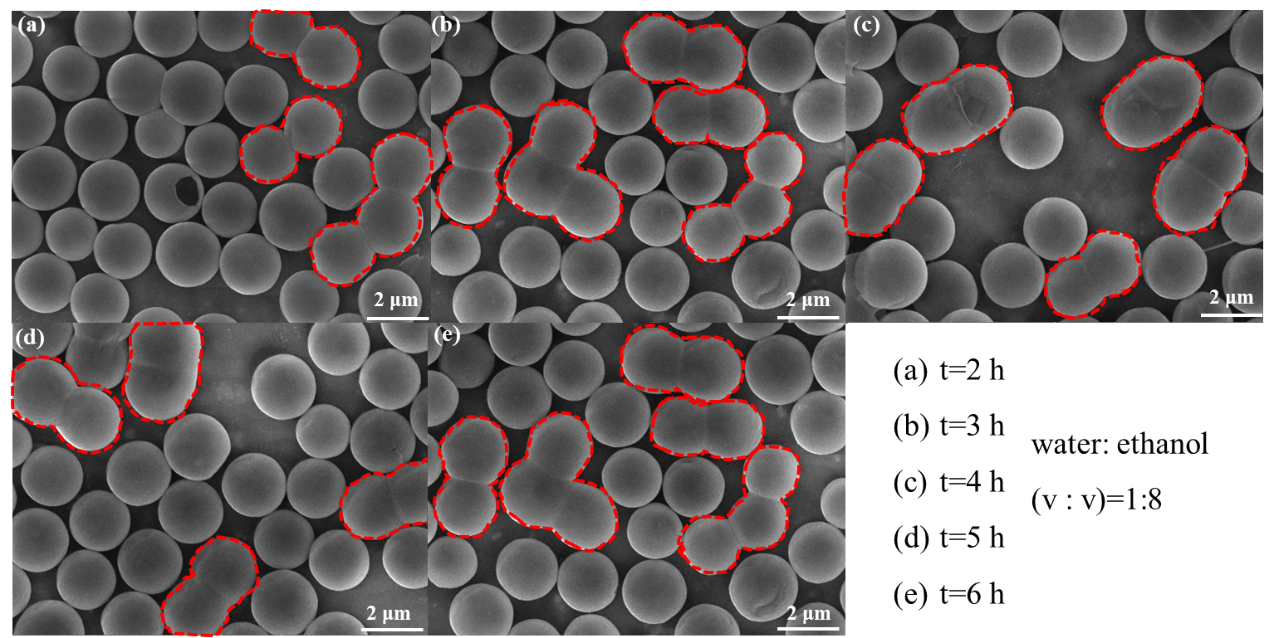 (a)
(b)
(c)
2 μm
2 μm
2 μm
(d)
(e)
2 μm
2 μm
(a) t=2 h
(b) t=3 h
(c) t=4 h
(d) t=5 h
(e) t=6 h
water: ethanol
(v : v)=1:8